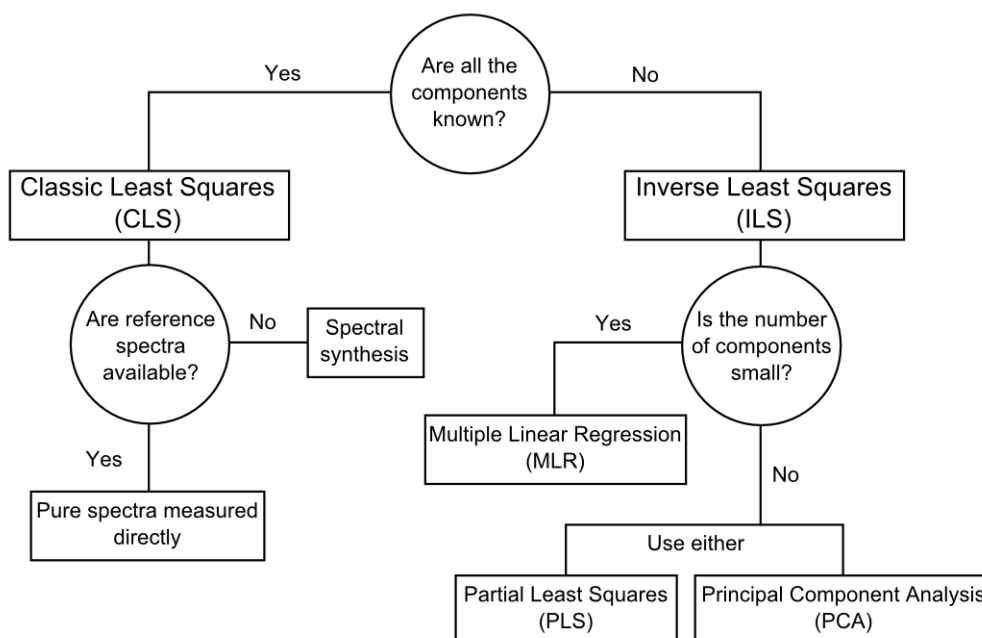 Are all the
components
known?
Yes
No
Classic Least Squares
(CLS)
Inverse Least Squares
(ILS)
Are reference
spectra
available?
No
Spectral
synthesis
Yes
Is the number
of components
small?
Multiple Linear Regression
(MLR)
Yes
Pure spectra measured
directly
No
Use either
Partial Least Squares
(PLS)
Principal Component Analysis
(PCA)